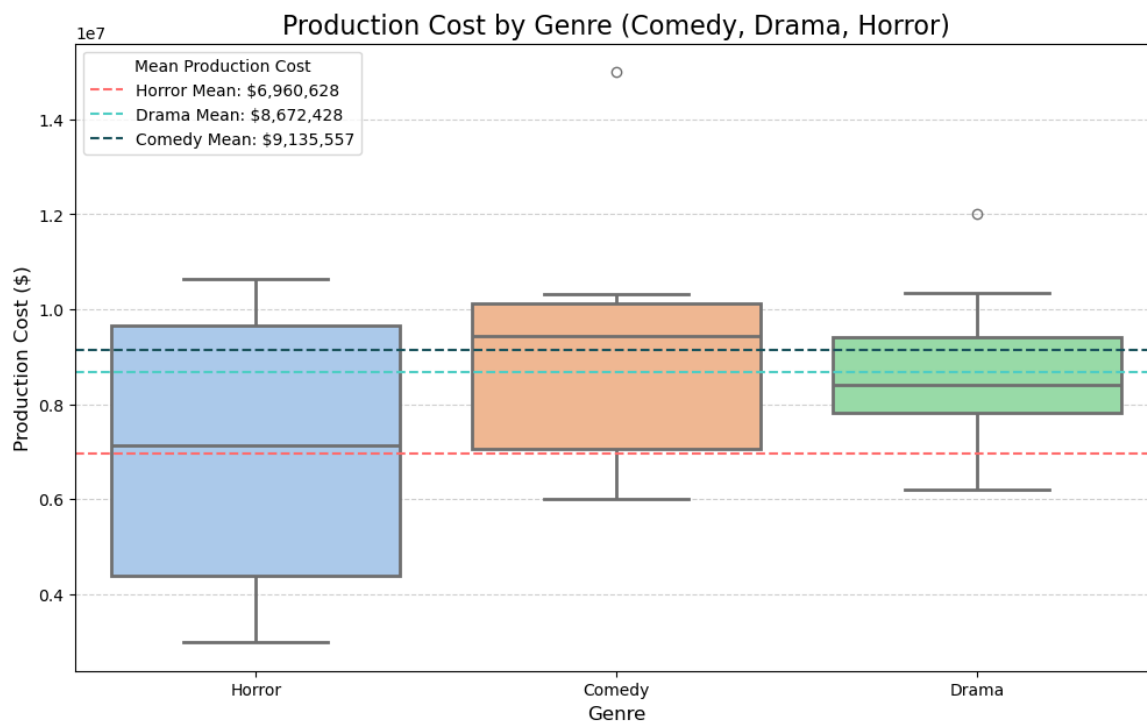 Production Cost by Genre (Comedy, Drama, Horror)
1e7
Mean Production Cost
Horror Mean: $6,960,628
Drama Mean: $8,672,428
Comedy Mean: $9,135,557
1.4
1.2
1.0
0.8
0.6
0.4
Production Cost ($)
Horror
Comedy
Drama
Genre